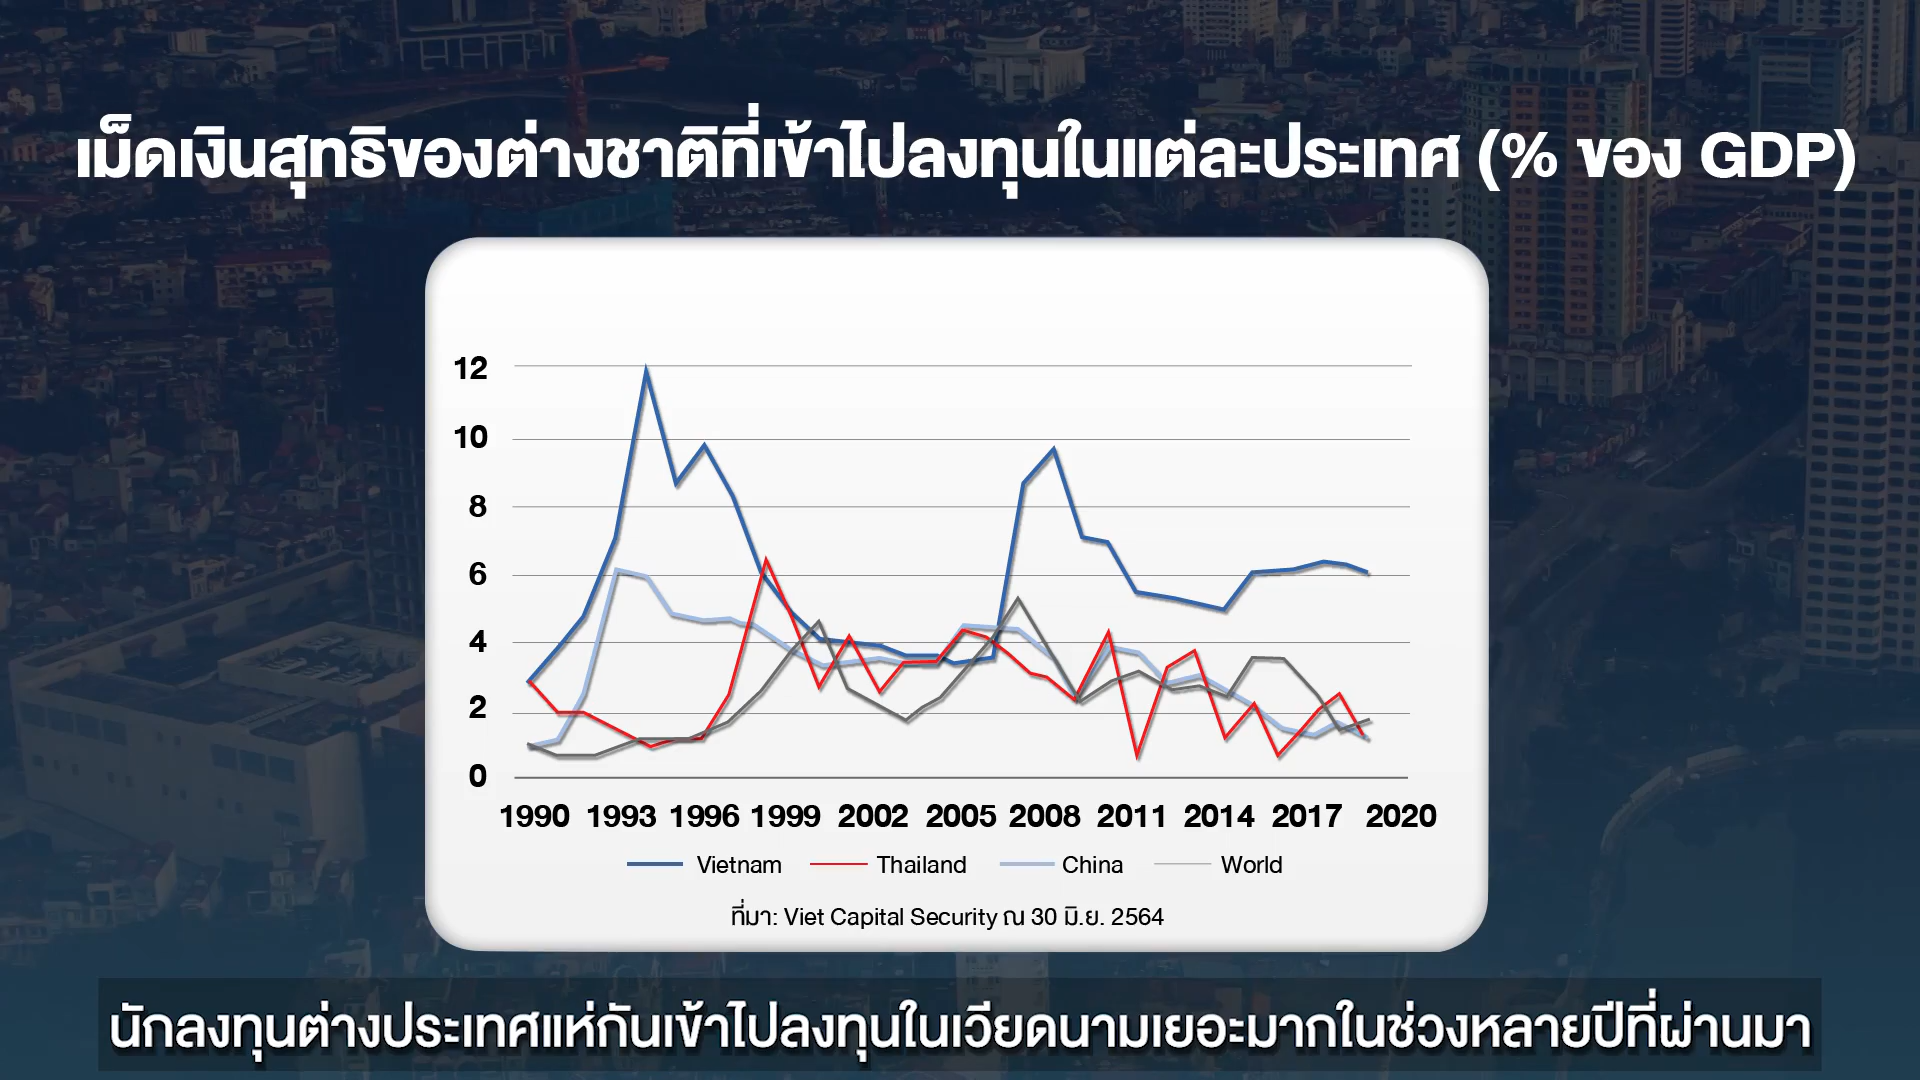 เม็ดเงินสุทธิของต่างชาติที่เข้าไปลงทุนในแต่ละประเทศ (% ของ GDP)
12
10
8
6
4
2
0
1990 1993 1996 1999 2002 2005 2008 2011 2014 2017 2020
Vietnam Thailand China World
ที่มา: Viet Capital Security ณ 30 มิ.ย. 2564
นักลงทุนต่างประเทศแห่กันเข้าไปลงทุนในเวียดนามเยอะมากในช่วงหลายปีที่ผ่านมา